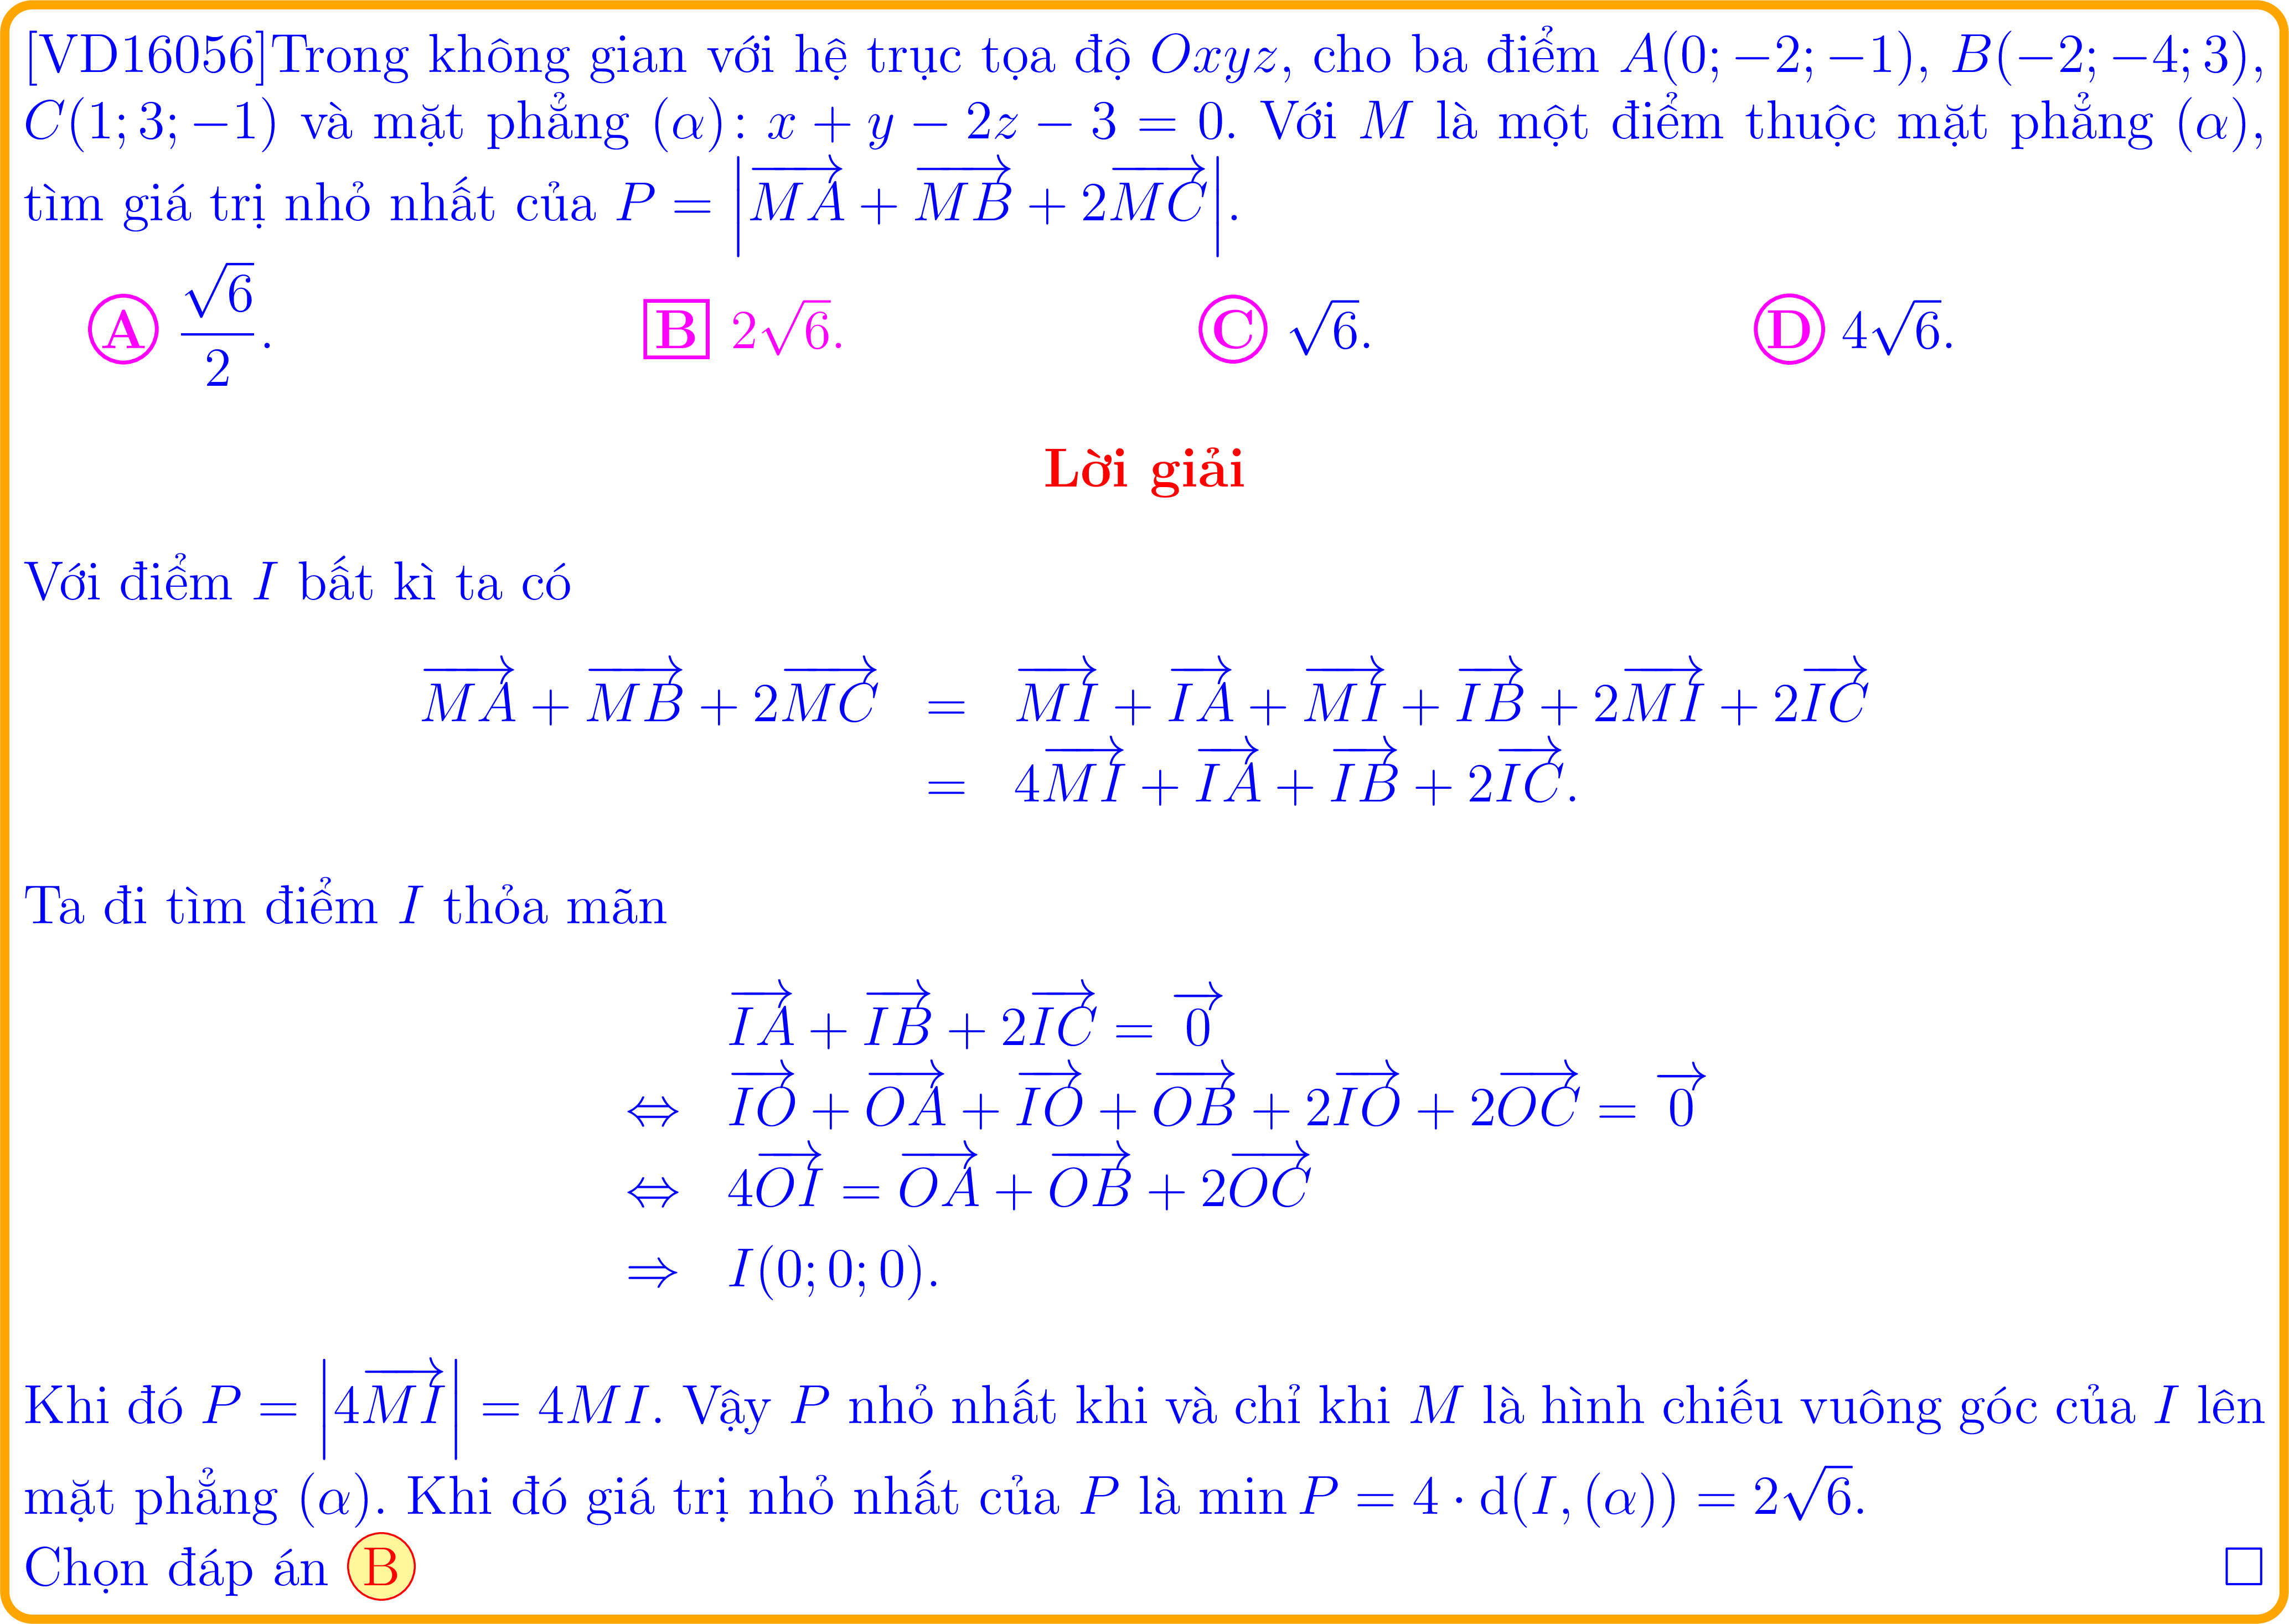 [VD16056]Trong không gian với hệ trục tọa độ $Oxyz$, cho ba điểm $A(0; -2; -1)$, $B(-2; -4; 3)$,
$C(1; 3; -1)$ và mặt phẳng $(\alpha)\colon x + y - 2z - 3 = 0$. Với $M$ là một điểm thuộc mặt phẳng $(\alpha)$,
tìm giá trị nhỏ nhất của $P = \left|\overrightarrow{MA} + \overrightarrow{MB} + 2\overrightarrow{MC}\right|$.
A $\dfrac{\sqrt{6}}{2}$. B $2\sqrt{6}$. C $\sqrt{6}$. D $4\sqrt{6}$.
Lời giải
Với điểm $I$ bất kì ta có
$\overrightarrow{MA} + \overrightarrow{MB} + 2\overrightarrow{MC} = \overrightarrow{MI} + \overrightarrow{IA} + \overrightarrow{MI} + \overrightarrow{IB} + 2\overrightarrow{MI} + 2\overrightarrow{IC}$
$= 4\overrightarrow{MI} + \overrightarrow{IA} + \overrightarrow{IB} + 2\overrightarrow{IC}.$
Ta đi tìm điểm $I$ thỏa mãn
$\overrightarrow{IA} + \overrightarrow{IB} + 2\overrightarrow{IC} = \overrightarrow{0}$
$\Leftrightarrow \overrightarrow{IO} + \overrightarrow{OA} + \overrightarrow{IO} + \overrightarrow{OB} + 2\overrightarrow{IO} + 2\overrightarrow{OC} = \overrightarrow{0}$
$\Leftrightarrow 4\overrightarrow{OI} = \overrightarrow{OA} + \overrightarrow{OB} + 2\overrightarrow{OC}$
$\Rightarrow I(0; 0; 0).$
Khi đó $P = \left|4\overrightarrow{MI}\right| = 4MI$. Vậy $P$ nhỏ nhất khi và chỉ khi $M$ là hình chiếu vuông góc của $I$ lên
mặt phẳng $(\alpha)$. Khi đó giá trị nhỏ nhất của $P$ là $\min P = 4 \cdot \mathrm{d}(I, (\alpha)) = 2\sqrt{6}$.
Chọn đáp án B □